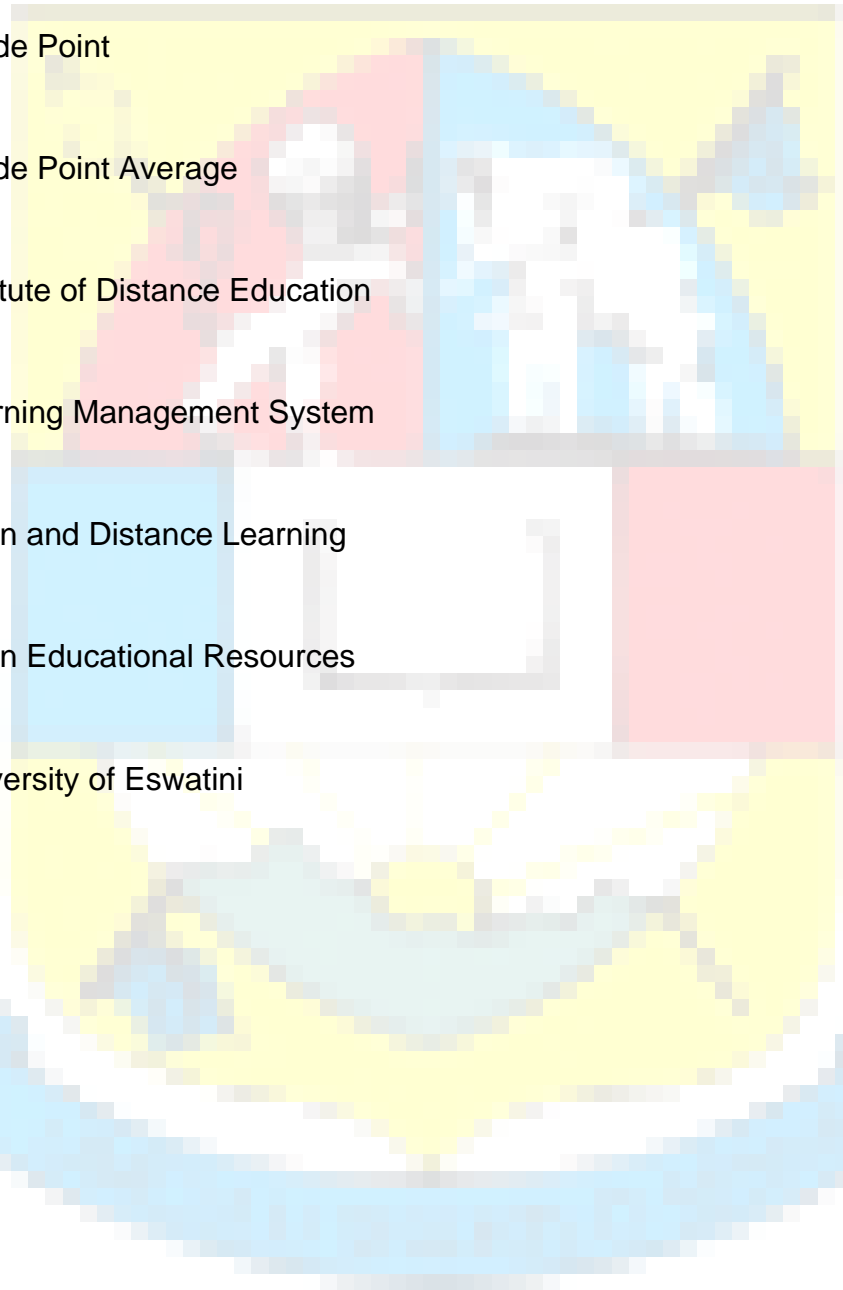 de Point
de Point Average
tute of Distance Education
rning Management System
n and Distance Learning
n Educational Resources
versity of Eswatini